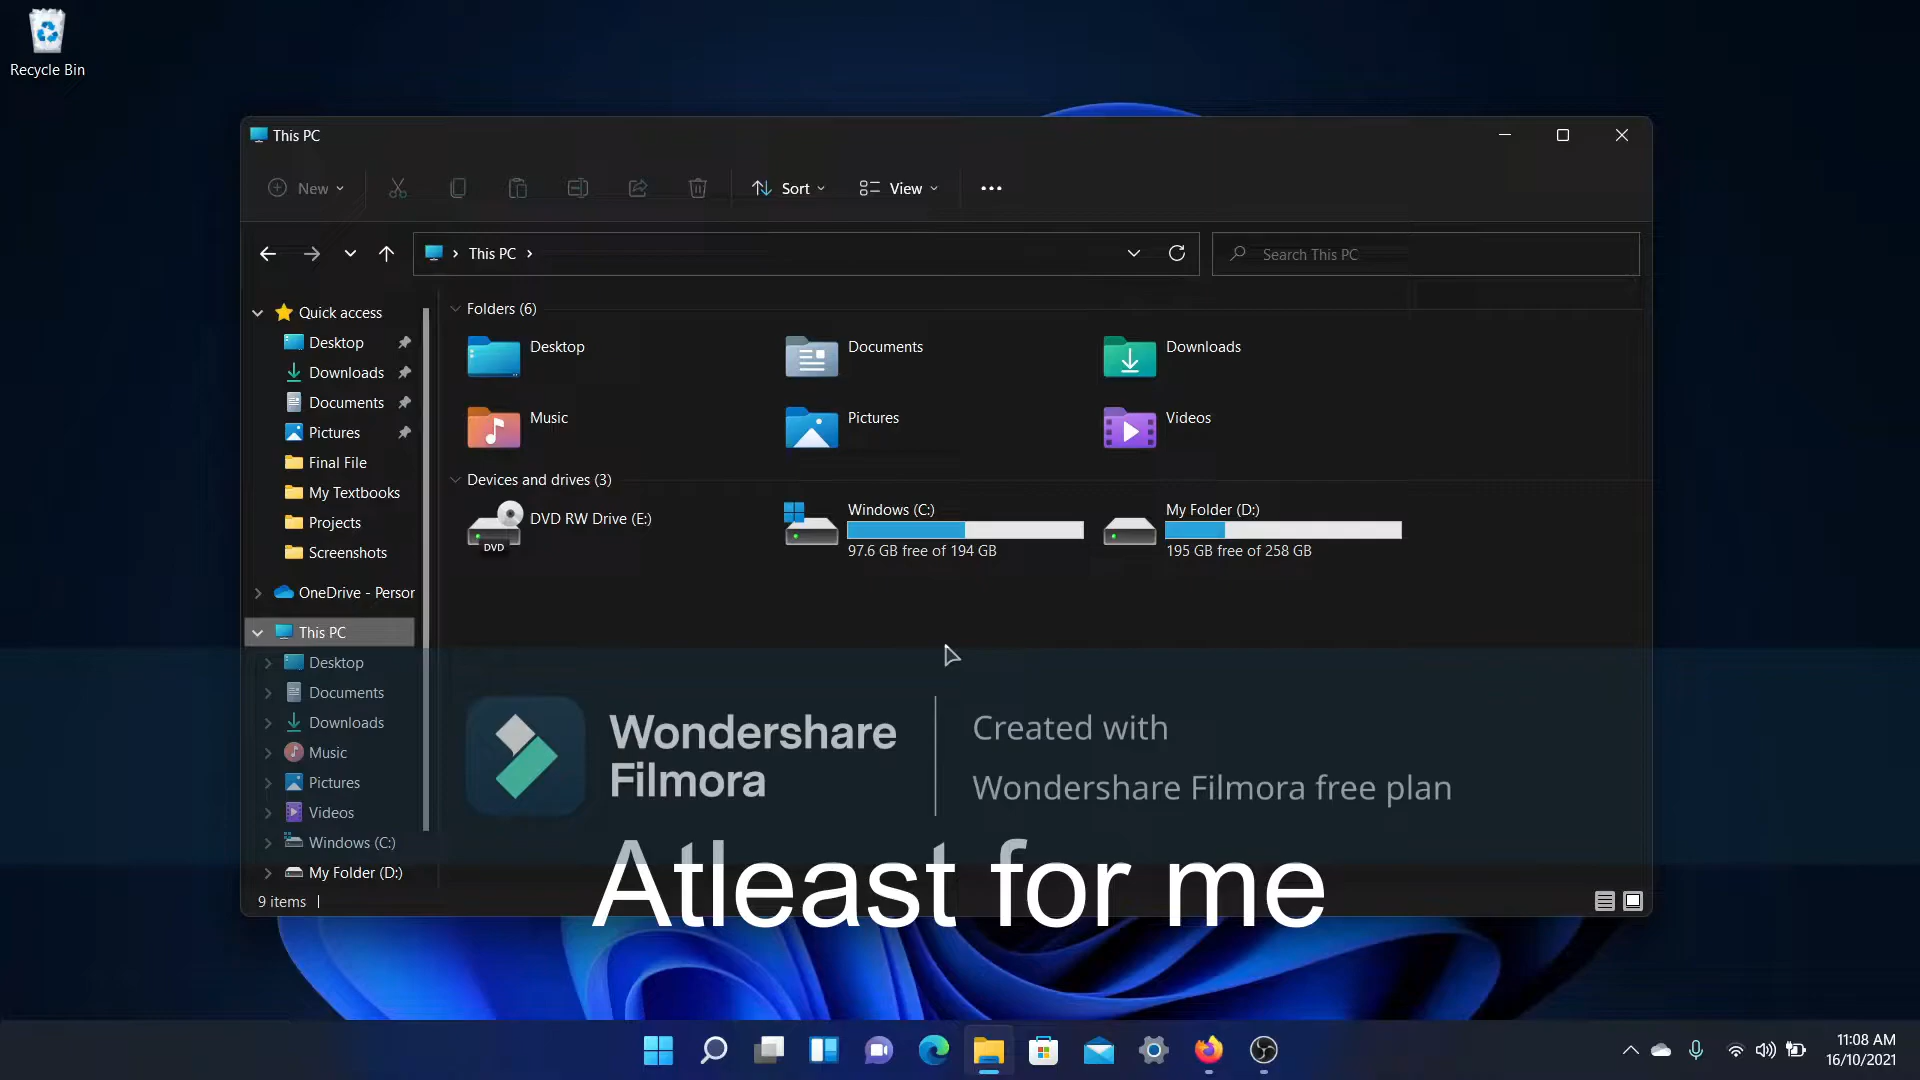 Recycle Bin
This PC
New
Sort
View
This PC
Search This PC
Quick access
Desktop
Downloads
Documents
Pictures
Final File
My Textbooks
Projects
Screenshots
OneDrive - Person
This PC
Desktop
Documents
Downloads
Music
Pictures
Videos
Windows (C:)
My Folder (D:)
Folders (6)
Desktop
Documents
Downloads
Music
Pictures
Videos
Devices and drives (3)
DVD
DVD RW Drive (E:)
Windows (C:)
97.6 GB free of 194 GB
My Folder (D:)
195 GB free of 258 GB
Wondershare
Filmora
Created with
Wondershare Filmora free plan
Atleast for me
9 items
11:08 AM
16/10/2021